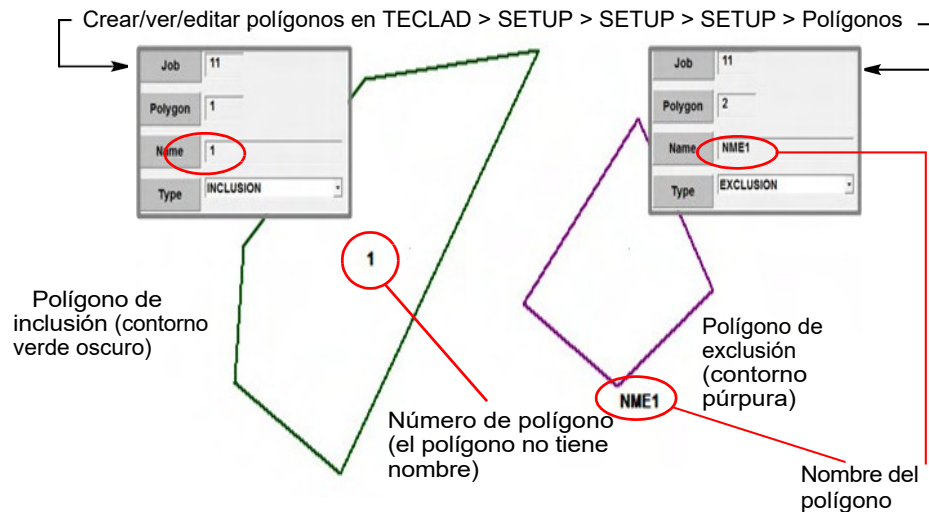 Crear/ver/editar polígonos en TECLAD > SETUP > SETUP > SETUP > Polígonos
Job 11
Polygon 1
Name 1
Type INCLUSION
Job 11
Polygon 2
Name NME1
Type EXCLUSION
1
Polígono de
inclusión (contorno
verde oscuro)
Polígono de
exclusión
(contorno
púrpura)
NME1
Número de polígono
(el polígono no tiene
nombre)
Nombre del
polígono